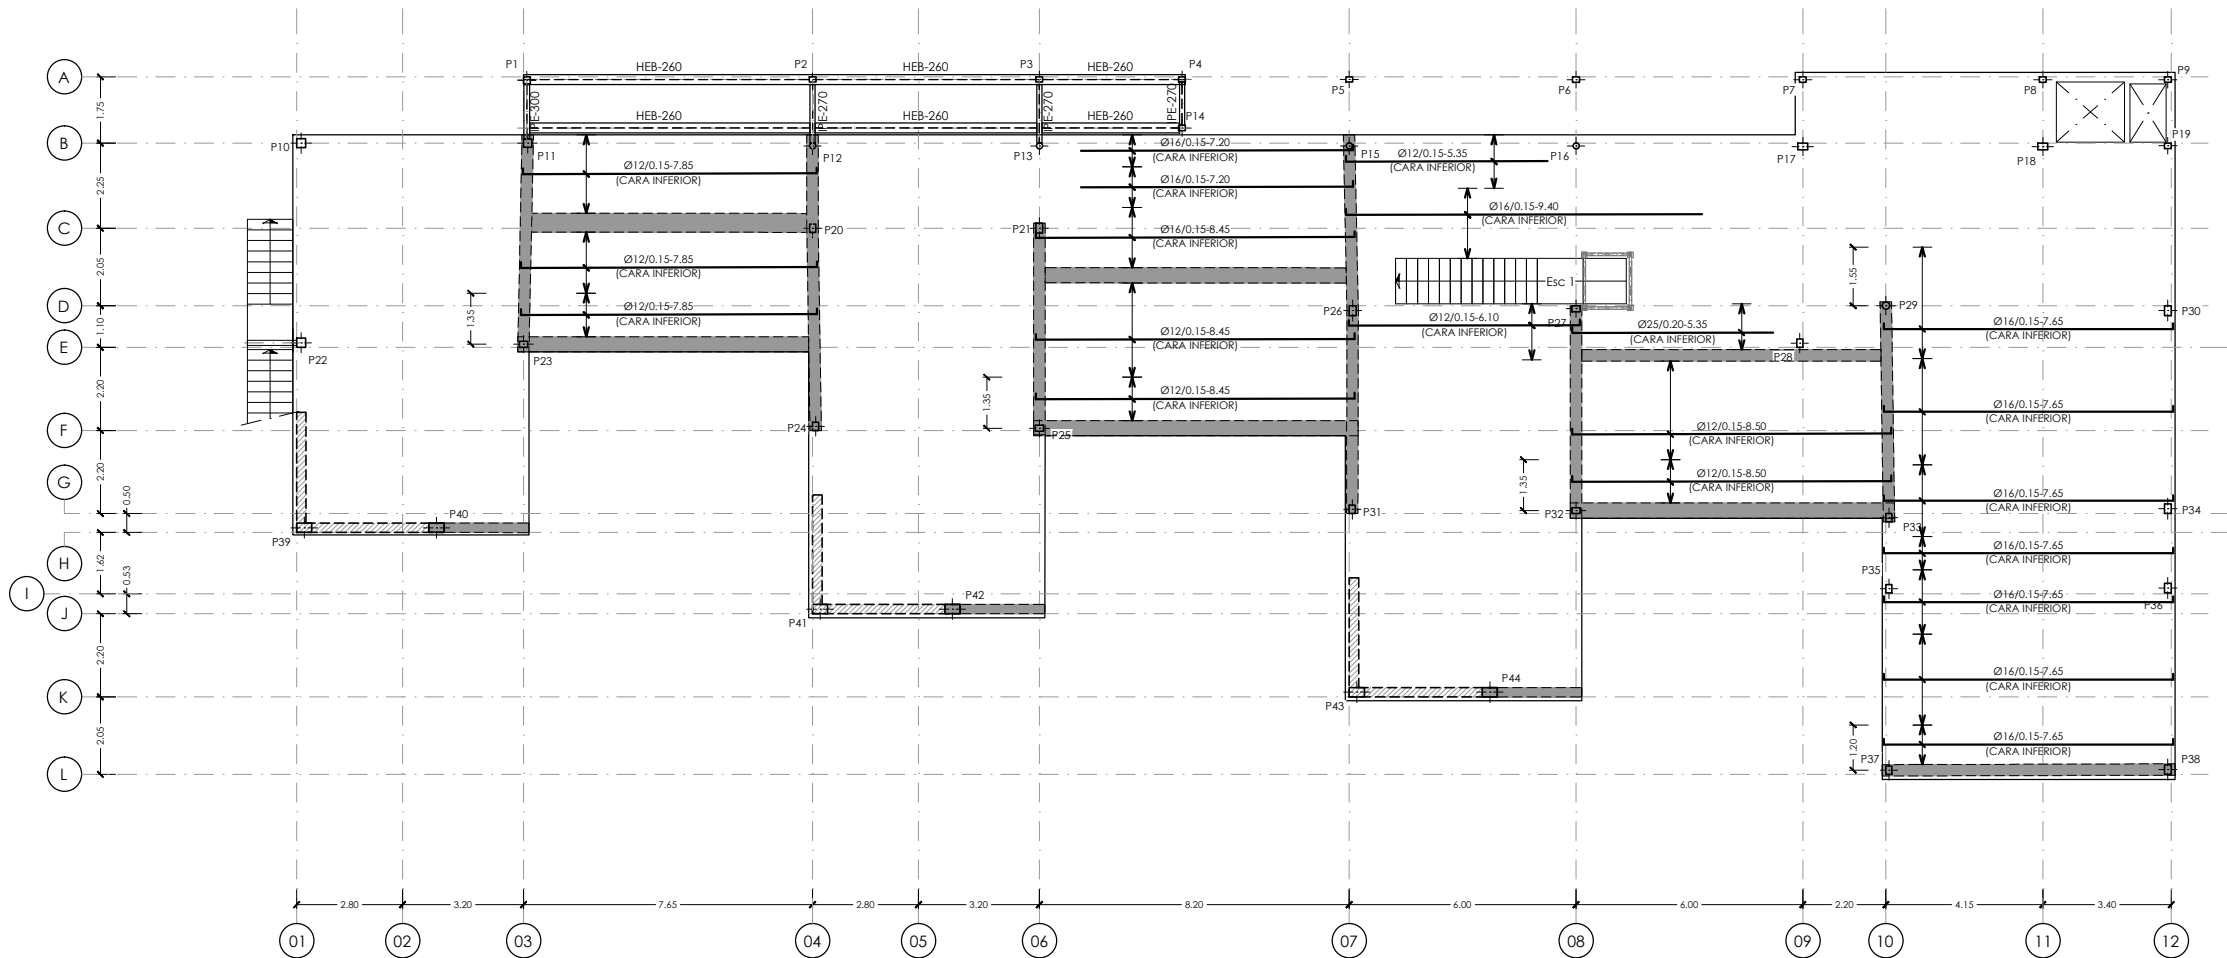 P1
HEB-260
P2
HEB-260
P3
HEB-260
P4
P5
P6
P7
P8
P9
A
1.75
PE-300
PE-270
PE-270
PE-270
HEB-260
HEB-260
HEB-260
P14
B
P10
P11
P12
P13
P15
P16
P17
P18
P19
Ø16/0.15-7.20
(CARA INFERIOR)
Ø12/0.15-5.35
(CARA INFERIOR)
Ø12/0.15-7.85
(CARA INFERIOR)
Ø16/0.15-7.20
(CARA INFERIOR)
2.25
Ø16/0.15-9.40
(CARA INFERIOR)
C
P20
P21
Ø16/0.15-8.45
(CARA INFERIOR)
2.05
Ø12/0.15-7.85
(CARA INFERIOR)
1.55
Esc 1
D
Ø12/0.15-7.85
(CARA INFERIOR)
1.35
P26
P27
P29
P30
1.10
Ø12/0.15-6.10
(CARA INFERIOR)
Ø25/0.20-5.35
(CARA INFERIOR)
Ø16/0.15-7.65
(CARA INFERIOR)
Ø12/0.15-8.45
(CARA INFERIOR)
E
P22
P23
P28
2.20
1.35
Ø12/0.15-8.45
(CARA INFERIOR)
Ø16/0.15-7.65
(CARA INFERIOR)
F
P24
P25
Ø12/0.15-8.50
(CARA INFERIOR)
2.20
G
0.50
1.35
Ø12/0.15-8.50
(CARA INFERIOR)
Ø16/0.15-7.65
(CARA INFERIOR)
P40
P31
P32
P33
P34
P39
H
1.62
0.53
Ø16/0.15-7.65
(CARA INFERIOR)
P35
I
J
P42
P41
Ø16/0.15-7.65
(CARA INFERIOR)
P36
2.20
K
P44
P43
Ø16/0.15-7.65
(CARA INFERIOR)
2.05
1.20
Ø16/0.15-7.65
(CARA INFERIOR)
L
P37
P38
2.80
3.20
7.65
2.80
3.20
8.20
6.00
6.00
2.20
4.15
3.40
01
02
03
04
05
06
07
08
09
10
11
12